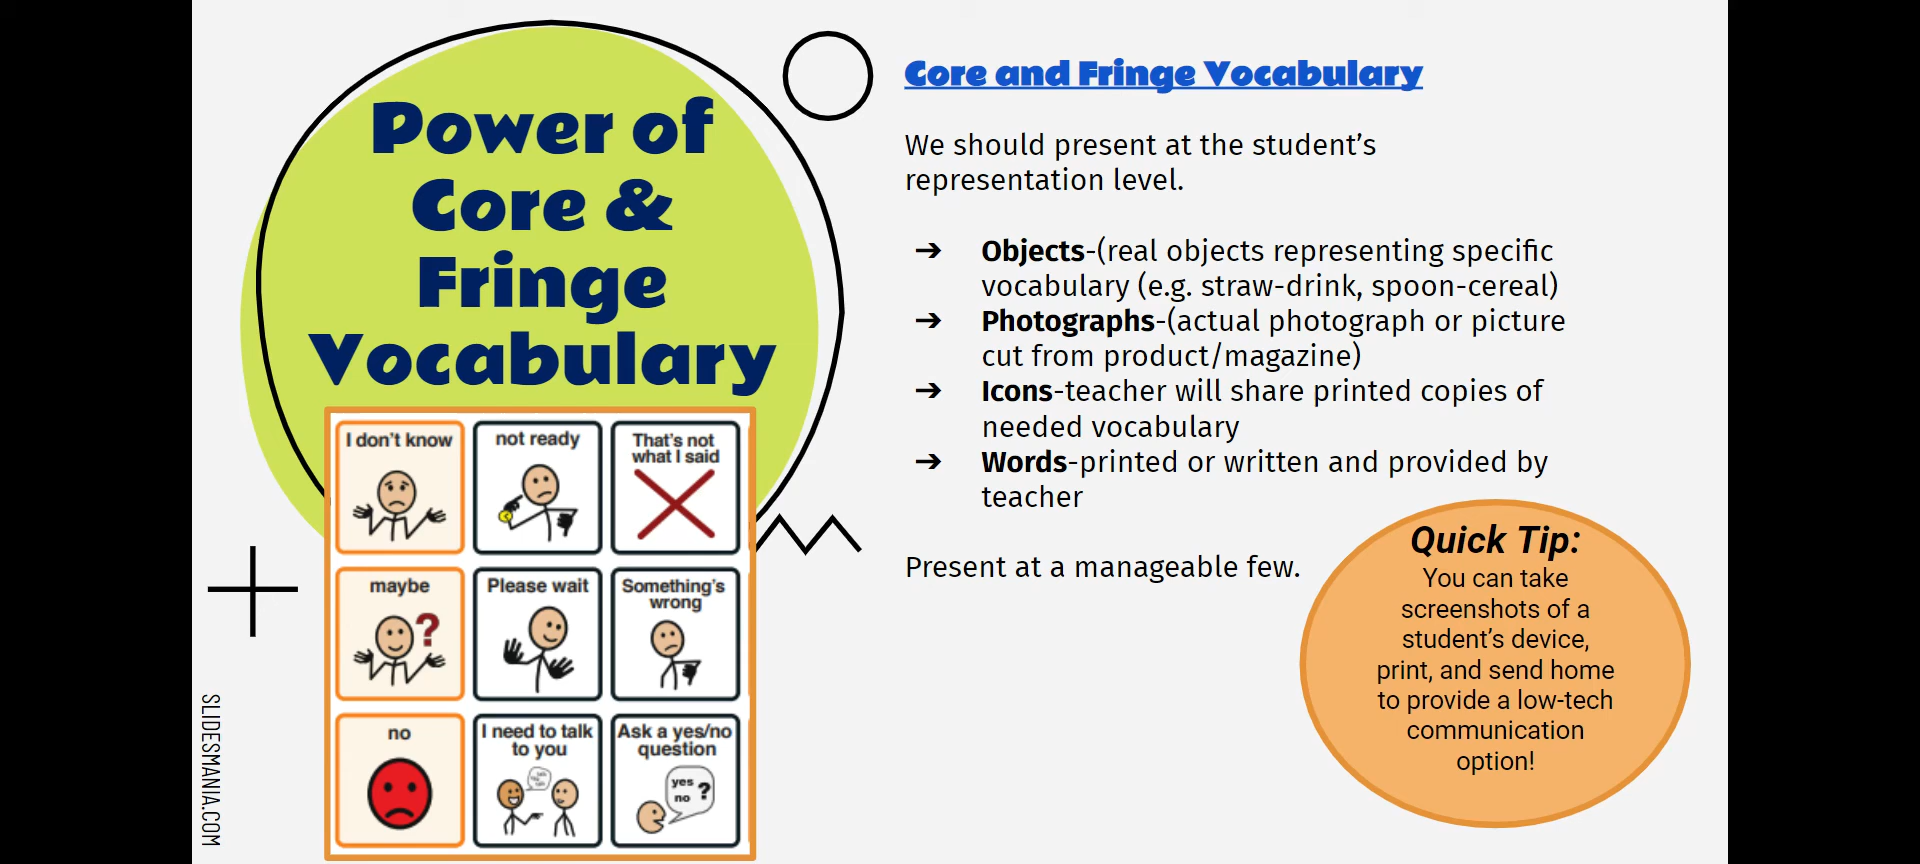 Power of
Core &
Fringe
Vocabulary
I don't know
not ready
That's not
what I said
maybe
?
Please wait
Something's
wrong
no
I need to talk
to you
Ask a yes/no
question
yes
no ?
SLIDESMANIA.COM
Core and Fringe Vocabulary
We should present at the student’s
representation level.
➔ Objects-(real objects representing specific
vocabulary (e.g. straw-drink, spoon-cereal)
➔ Photographs-(actual photograph or picture
cut from product/magazine)
➔ Icons-teacher will share printed copies of
needed vocabulary
➔ Words-printed or written and provided by
teacher
Present at a manageable few.
Quick Tip:
You can take
screenshots of a
student’s device,
print, and send home
to provide a low-tech
communication
option!